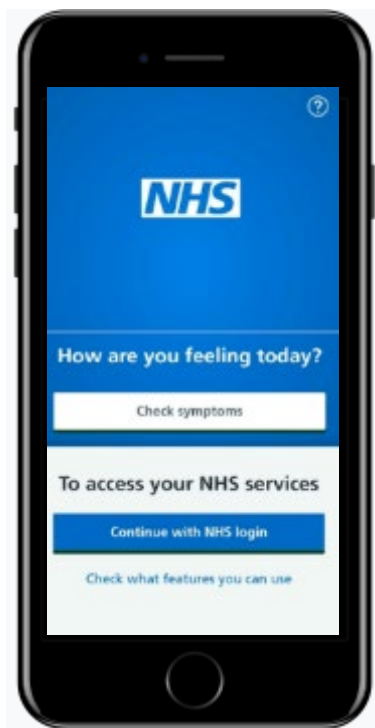 ?
NHS
How are you feeling today?
Check symptoms
To access your NHS services
Continue with NHS login
Check what features you can use